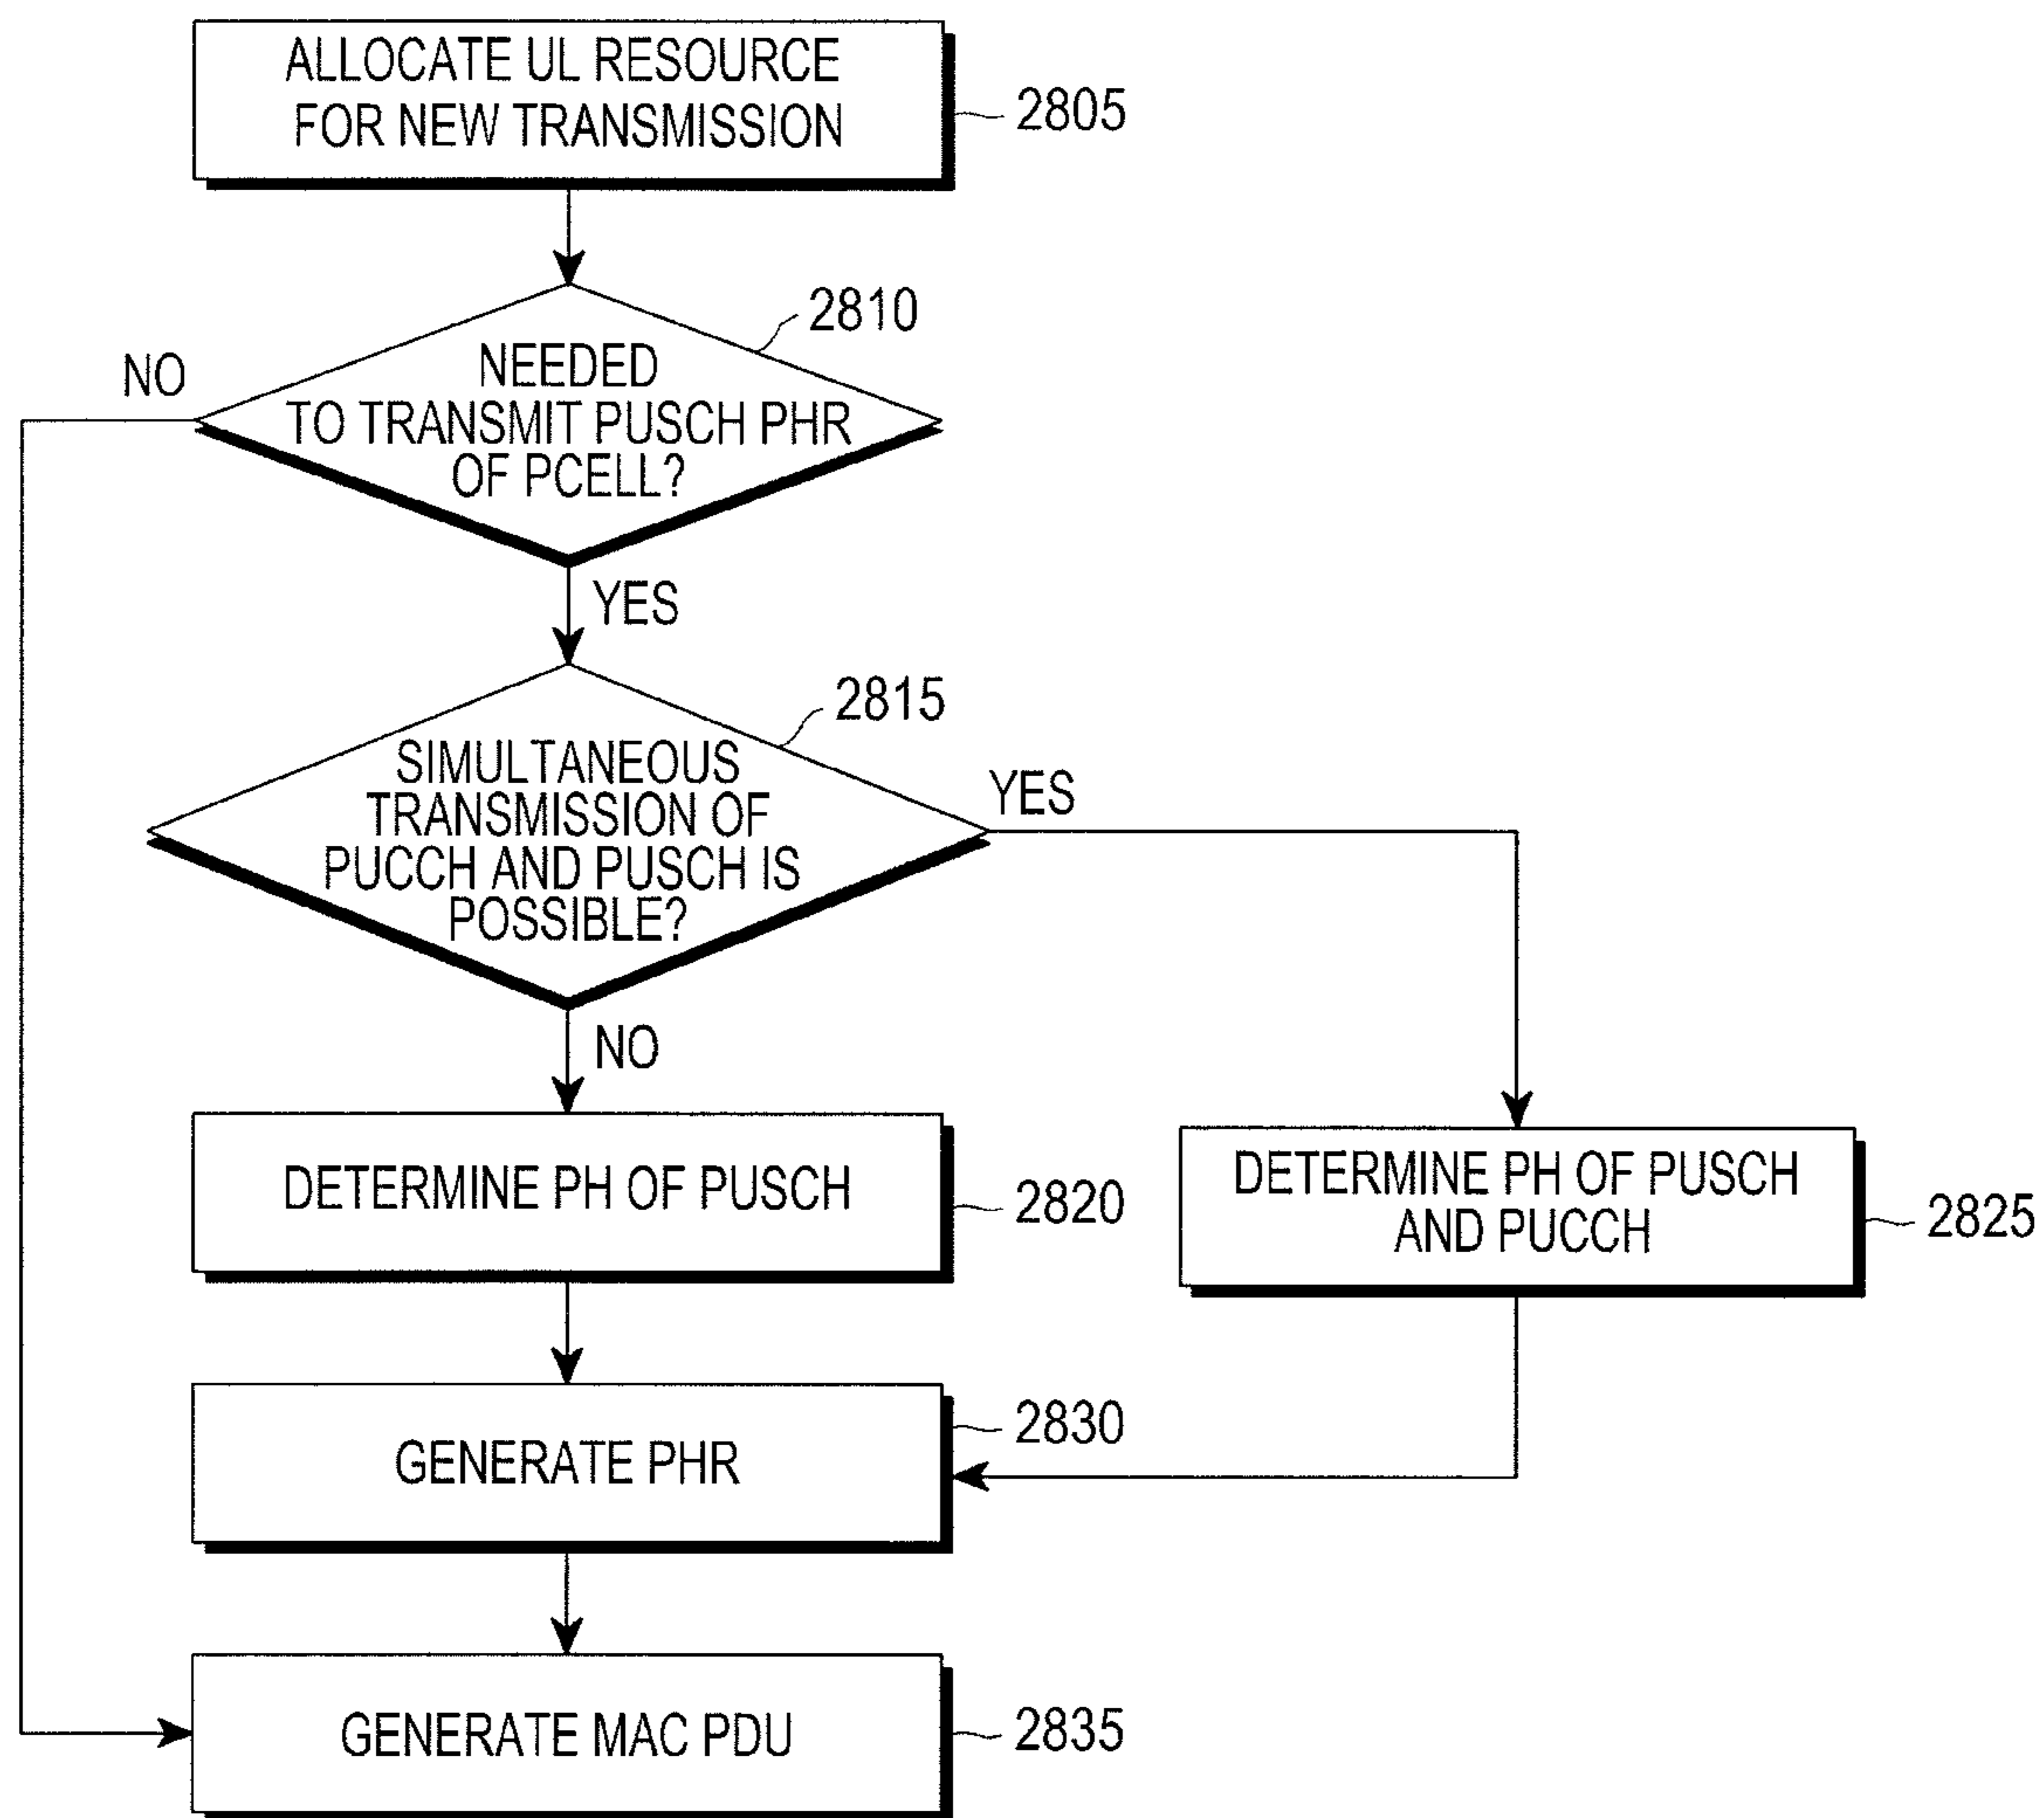 ALLOCATE UL RESOURCE
FOR NEW TRANSMISSION
2805
2810
NO
NEEDED
TO TRANSMIT PUSCH PHR
OF PCELL?
YES
2815
SIMULTANEOUS
TRANSMISSION OF
PUCCH AND PUSCH IS
POSSIBLE?
YES
NO
DETERMINE PH OF PUSCH
2820
DETERMINE PH OF PUSCH
AND PUCCH
2825
GENERATE PHR
2830
GENERATE MAC PDU
2835